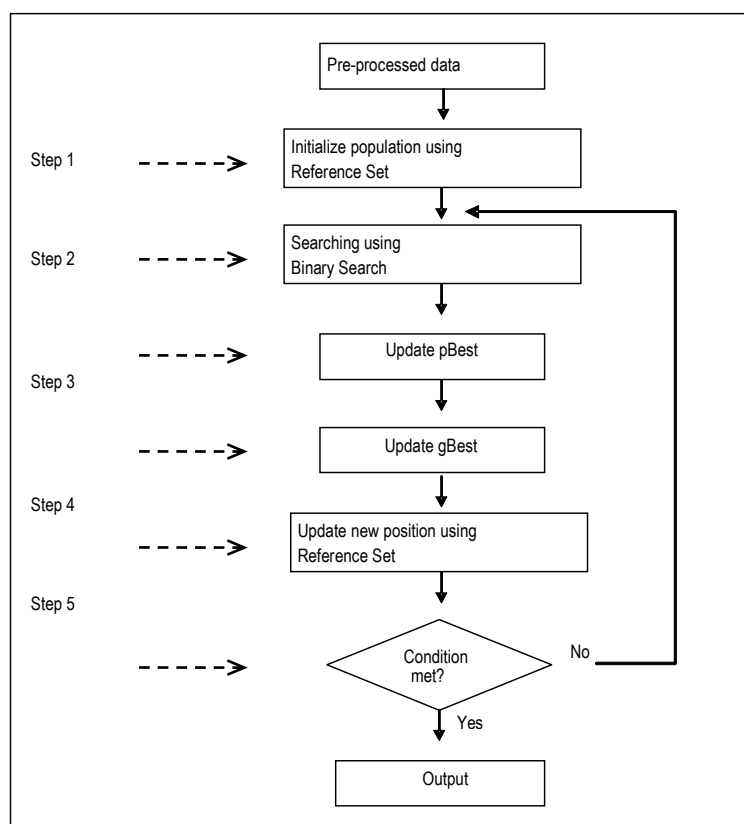 Pre-processed data
Step 1
Initialize population using
Reference Set
Step 2
Searching using
Binary Search
Update pBest
Step 3
Update gBest
Step 4
Update new position using
Reference Set
Step 5
Condition
met?
No
Yes
Output